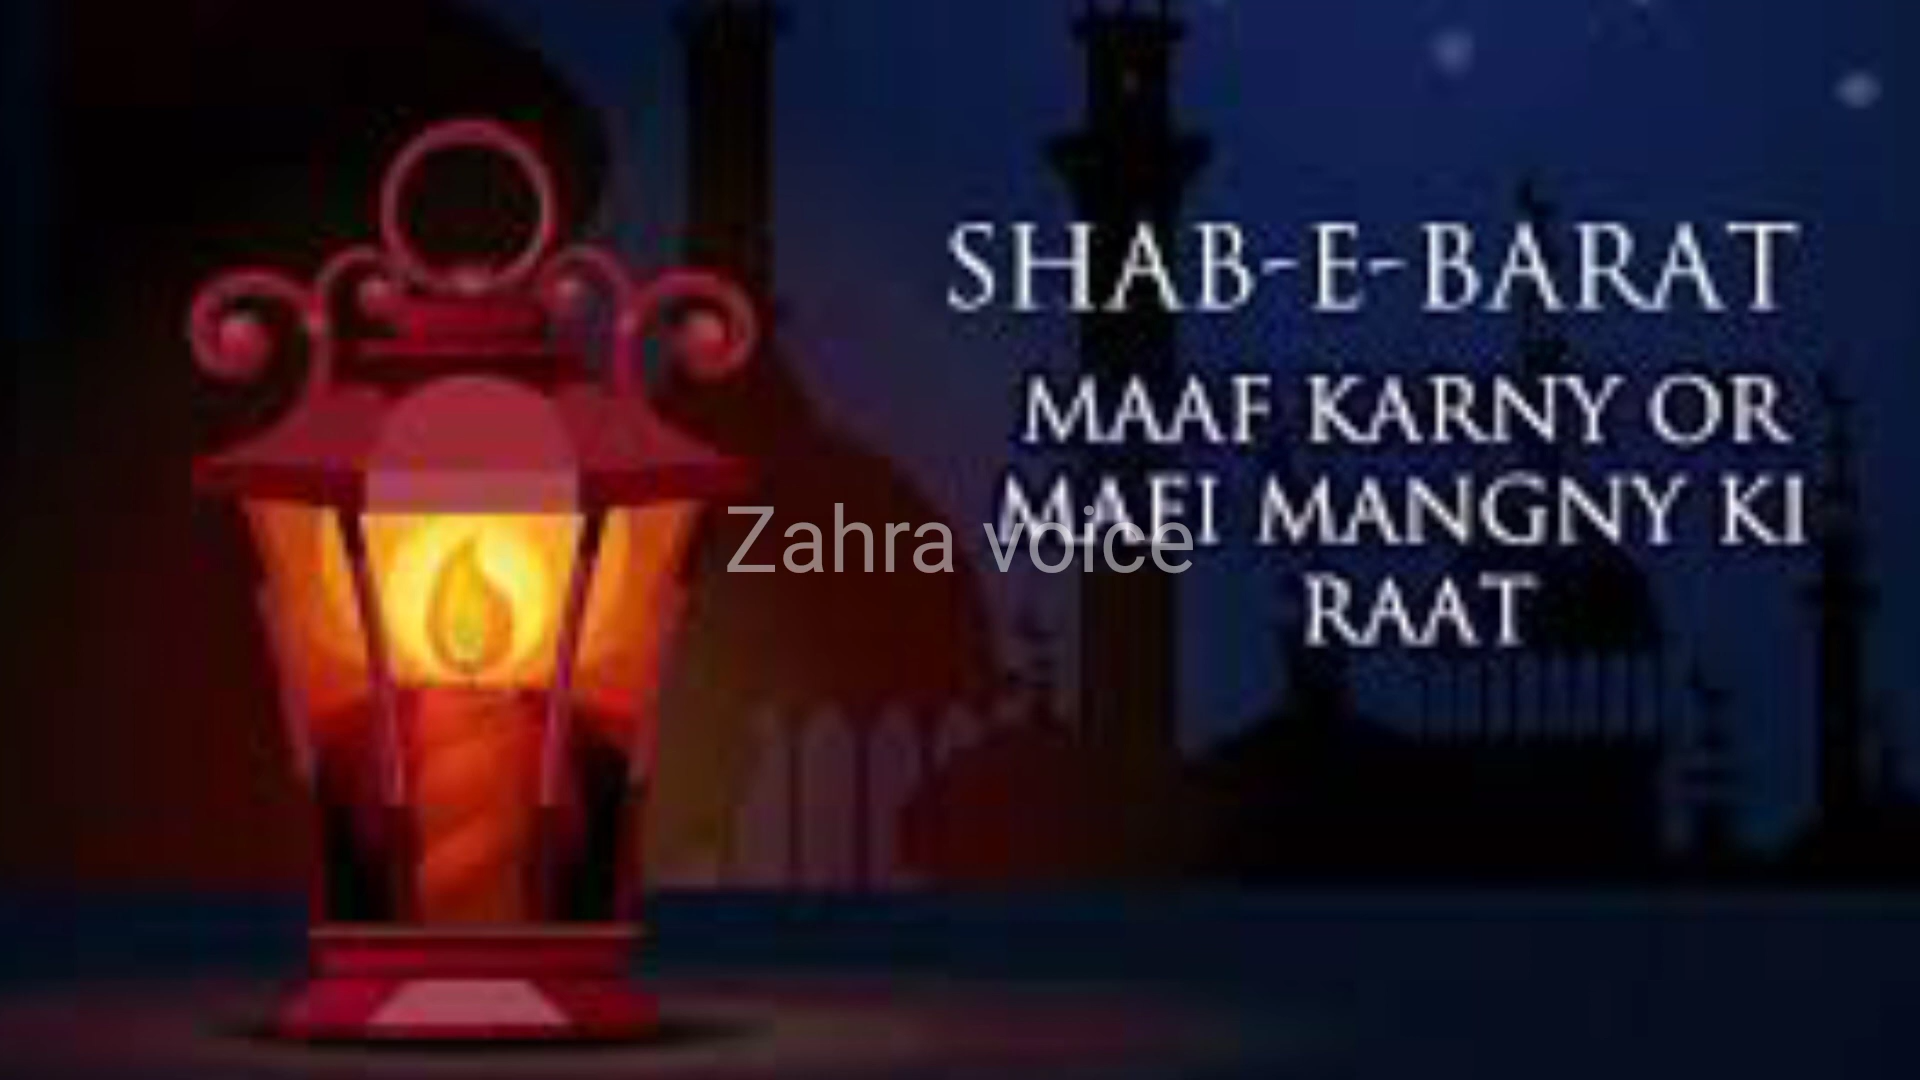 SHAB-E-BARAT
MAAF KARNY OR
MAFI MANGNY KI
RAAT
Zahra voice